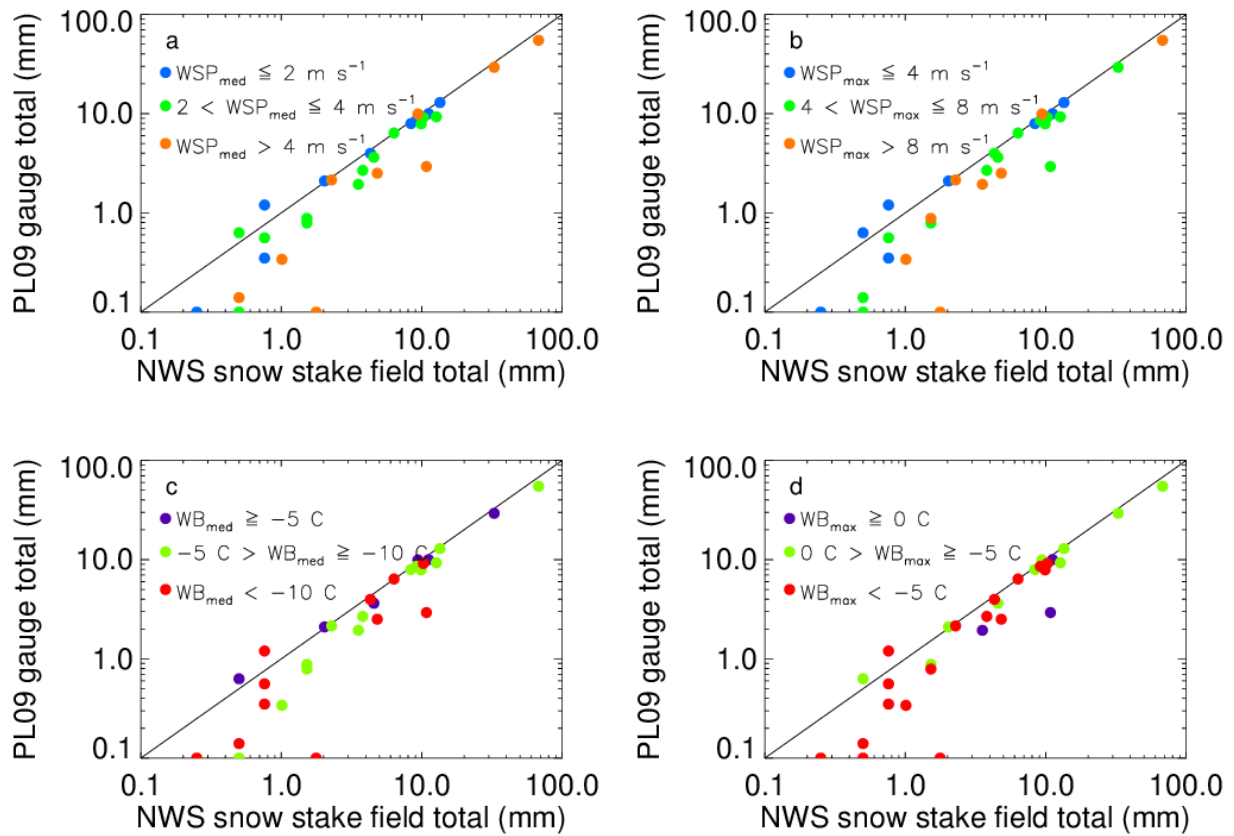 a
WSPmed ≦ 2 m s⁻¹
2 < WSPmed ≦ 4 m s⁻¹
WSPmed > 4 m s⁻¹
100.0
10.0
1.0
0.1
PL09 gauge total (mm)
0.1 1.0 10.0 100.0
NWS snow stake field total (mm)
b
WSPmax ≦ 4 m s⁻¹
4 < WSPmax ≦ 8 m s⁻¹
WSPmax > 8 m s⁻¹
100.0
10.0
1.0
0.1
PL09 gauge total (mm)
0.1 1.0 10.0 100.0
NWS snow stake field total (mm)
c
WBmed ≧ −5 C
−5 C > WBmed ≧ −10 C
WBmed < −10 C
100.0
10.0
1.0
0.1
PL09 gauge total (mm)
0.1 1.0 10.0 100.0
NWS snow stake field total (mm)
d
WBmax ≧ 0 C
0 C > WBmax ≧ −5 C
WBmax < −5 C
100.0
10.0
1.0
0.1
PL09 gauge total (mm)
0.1 1.0 10.0 100.0
NWS snow stake field total (mm)